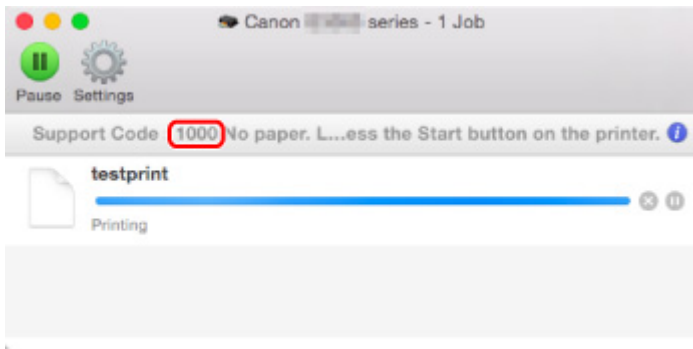 Canon series - 1 Job
Pause Settings
Support Code 1000 No paper. L...ess the Start button on the printer.
testprint
Printing